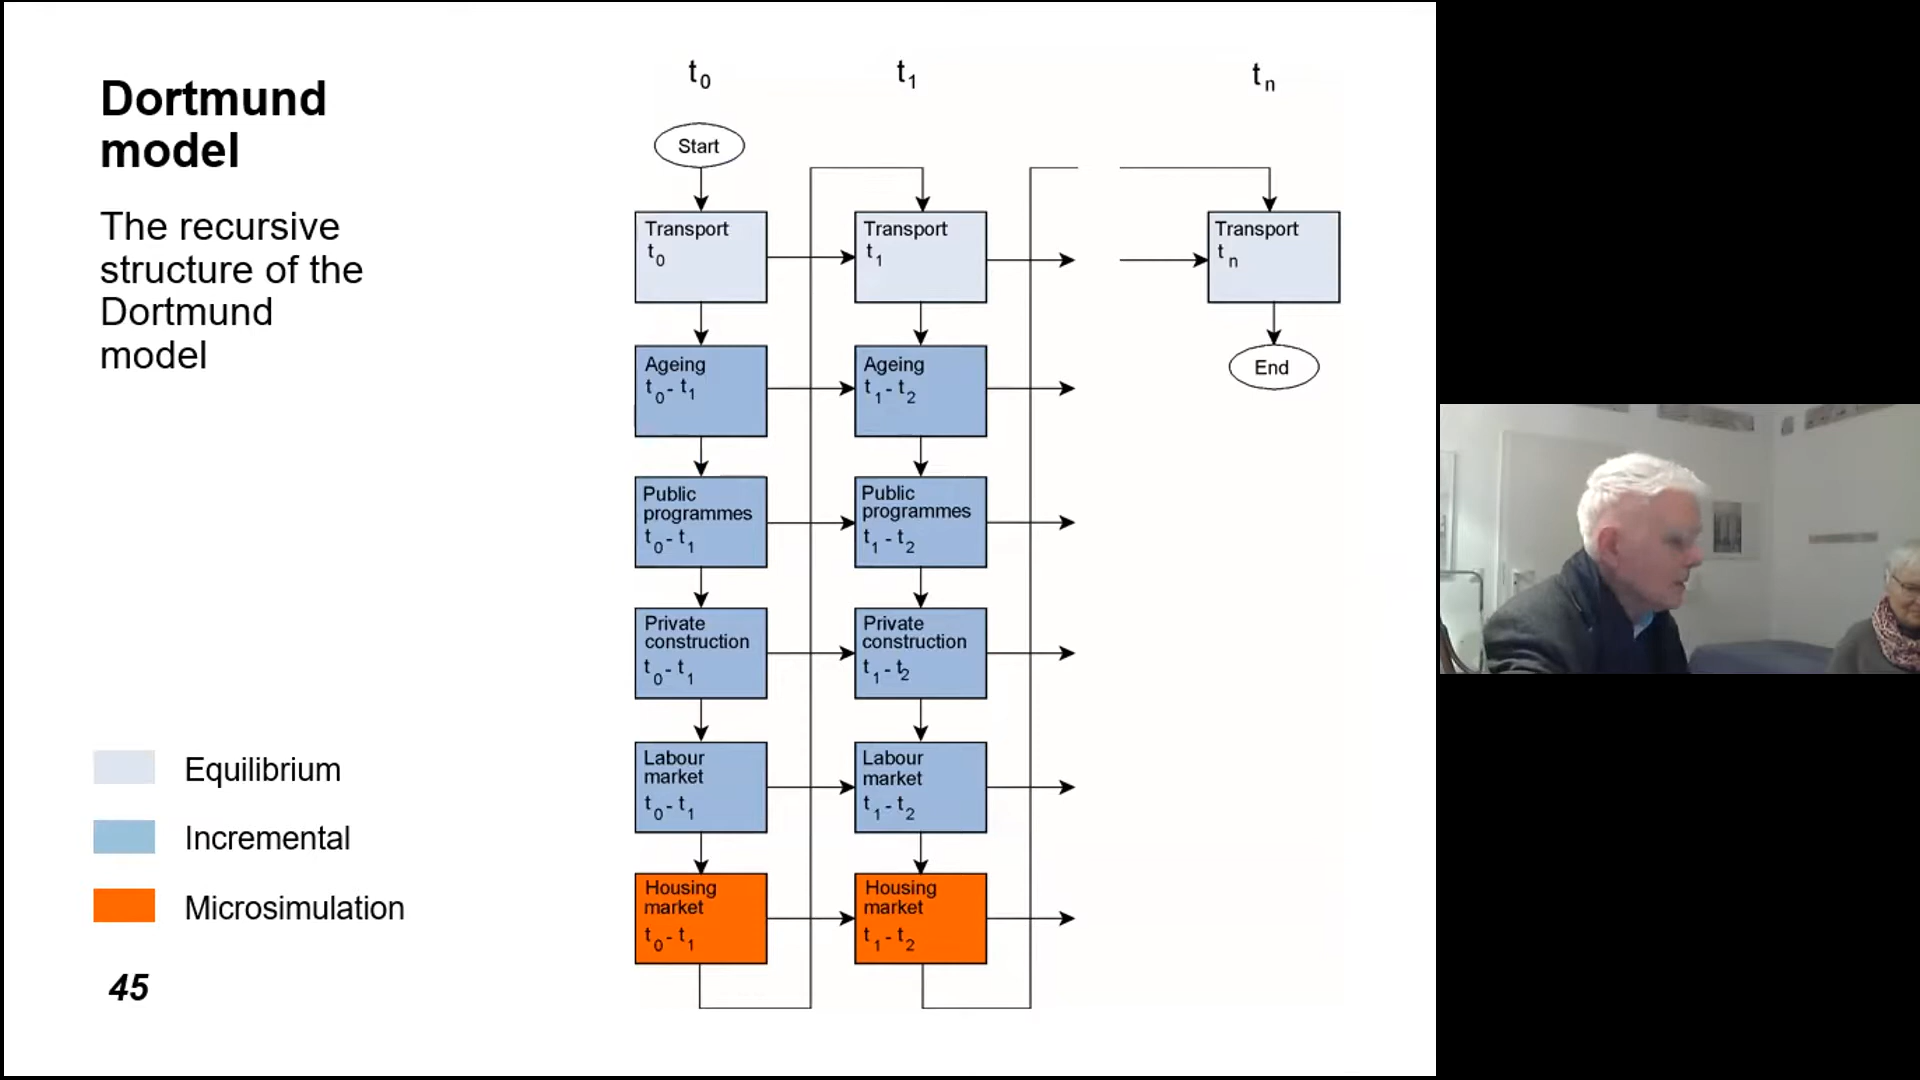 Dortmund
model
The recursive
structure of the
Dortmund
model
t0
t1
tn
Start
Transport
t0
Transport
t1
Transport
tn
Ageing
t0 - t1
Ageing
t1 - t2
End
Public
programmes
t0 - t1
Public
programmes
t1 - t2
Private
construction
t0 - t1
Private
construction
t1 - t2
Labour
market
t0 - t1
Labour
market
t1 - t2
Housing
market
t0 - t1
Housing
market
t1 - t2
Equilibrium
Incremental
Microsimulation
45